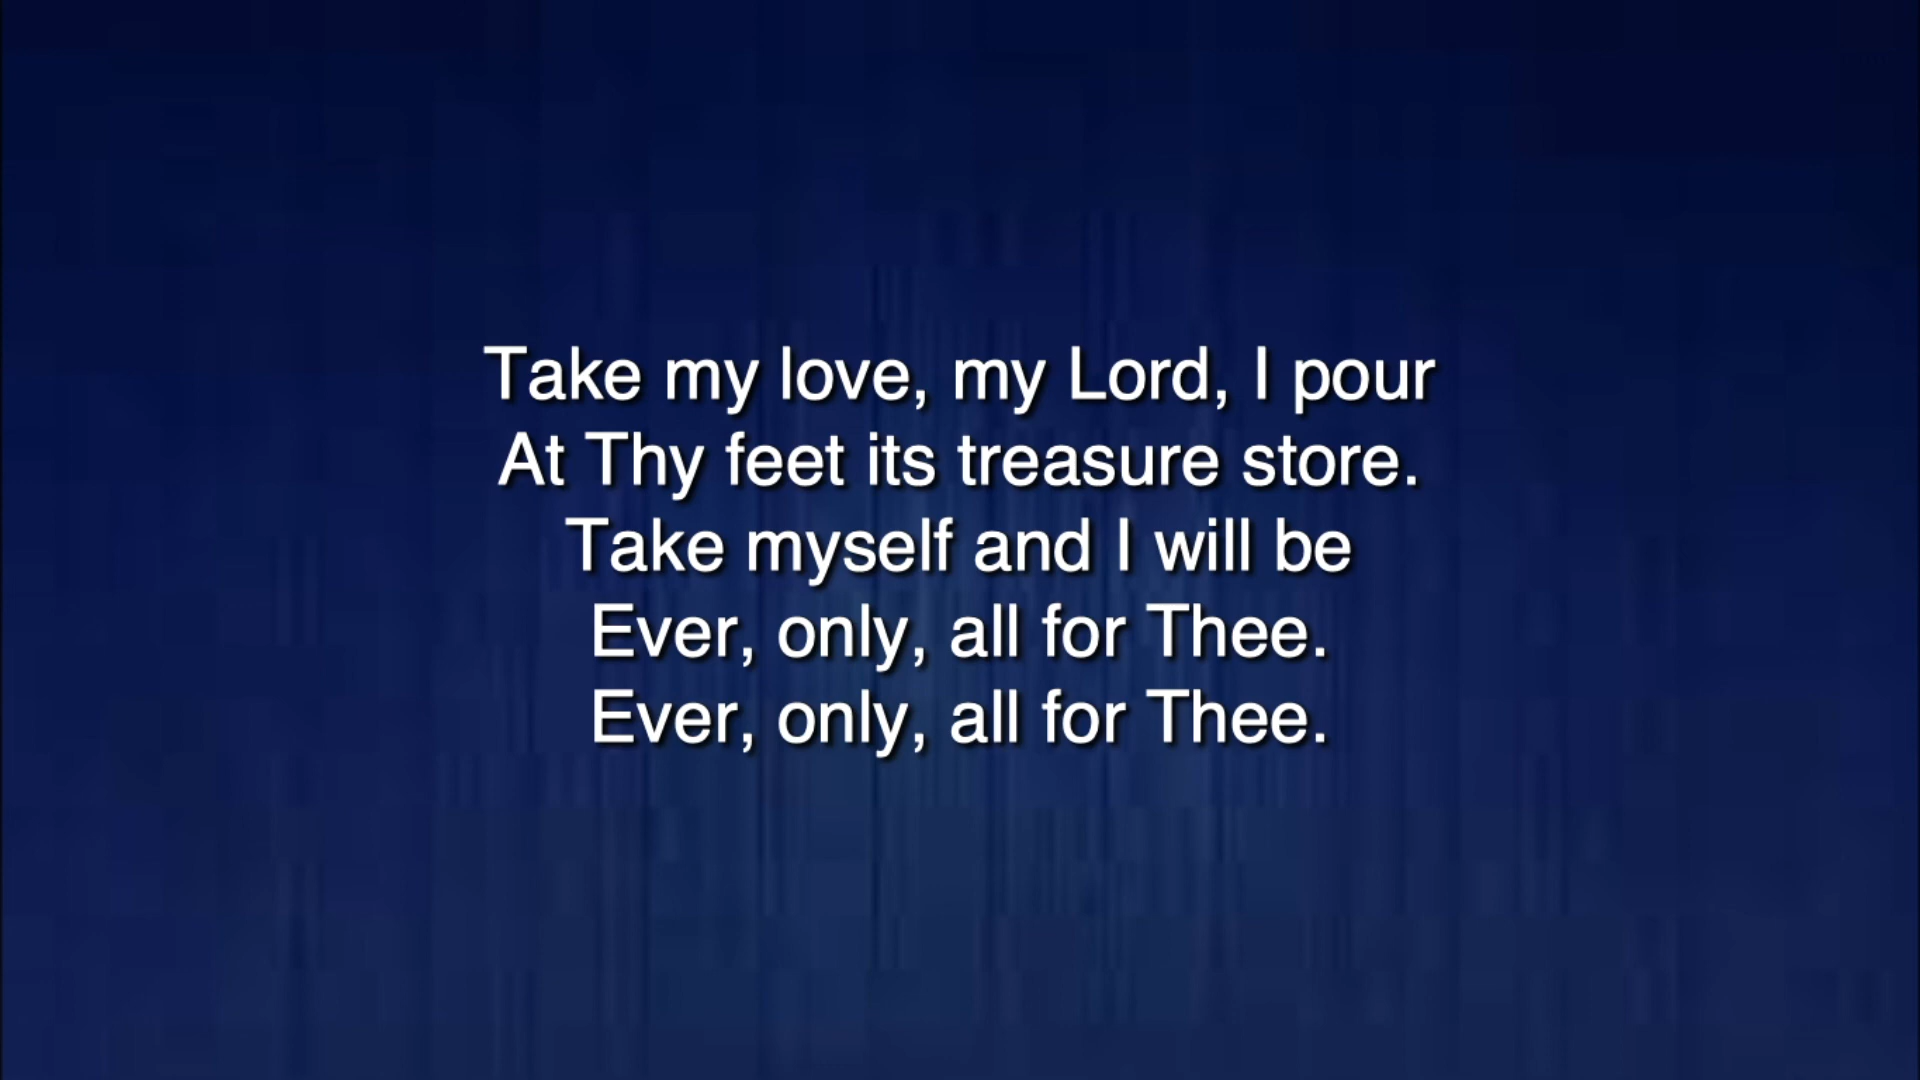 Take my love, my Lord, I pour
At Thy feet its treasure store.
Take myself and I will be
Ever, only, all for Thee.
Ever, only, all for Thee.